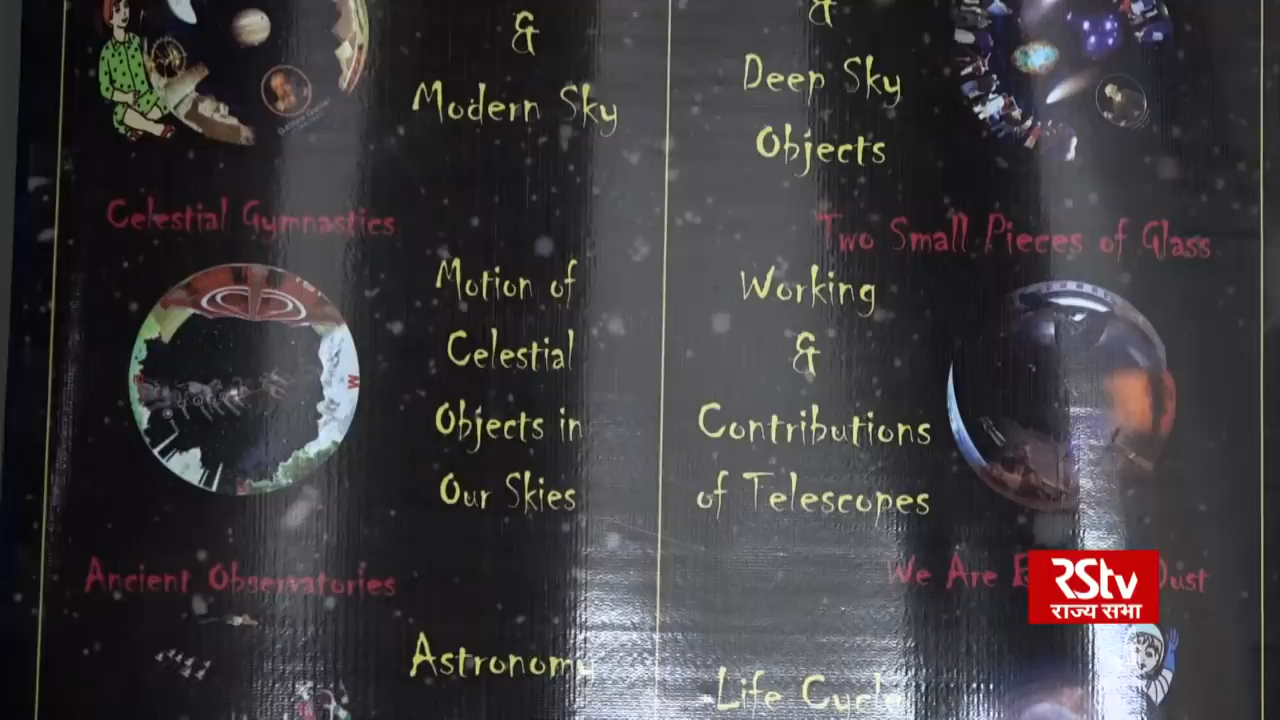 &
Modern Sky
Celestial Gymnastics
Motion of
Celestial
Objects in
Our Skies
Ancient Observatories
Astronomy
&
Deep Sky
Objects
Two Small Pieces of Glass
Working
&
Contributions
of Telescopes
We Are Dust
Life Cycle
RStv
राज्य सभा